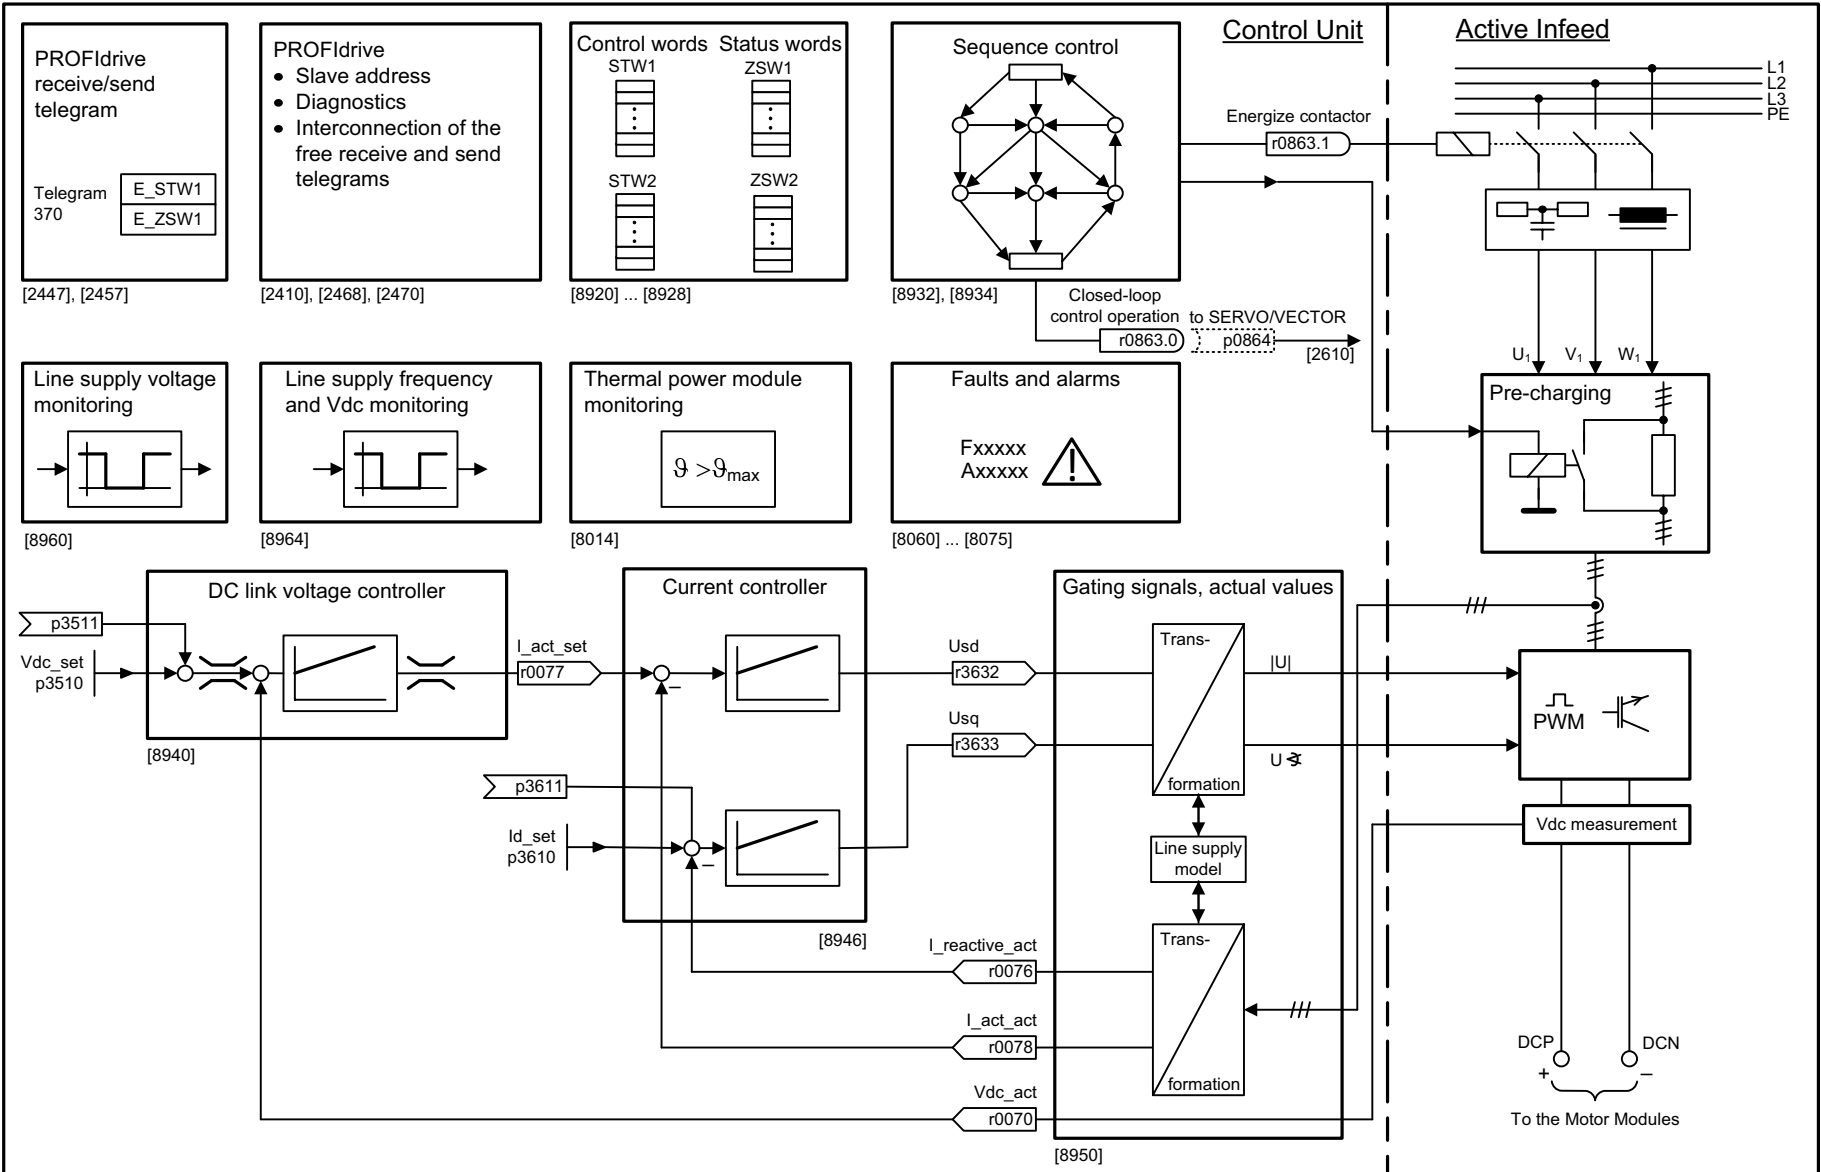 PROFIdrive
receive/send
telegram
Telegram
370
E_STW1
E_ZSW1
[2447], [2457]
PROFIdrive
• Slave address
• Diagnostics
• Interconnection of the
free receive and send
telegrams
[2410], [2468], [2470]
Control words Status words
STW1 ZSW1
STW2 ZSW2
[8920] ... [8928]
Sequence control
[8932], [8934]
Control Unit
Active Infeed
L1
L2
L3
PE
Energize contactor
r0863.1
Closed-loop
control operation
r0863.0
to SERVO/VECTOR
p0864
[2610]
U1 V1 W1
Pre-charging
Line supply voltage
monitoring
[8960]
Line supply frequency
and Vdc monitoring
[8964]
Thermal power module
monitoring
ϑ >ϑmax
[8014]
Faults and alarms
Fxxxxx
Axxxxx
!
[8060] ... [8075]
DC link voltage controller
p3511
Vdc_set
p3510
[8940]
I_act_set
r0077
Current controller
–
p3611
Id_set
p3610
–
[8946]
Usd
r3632
Usq
r3633
Gating signals, actual values
Trans-
formation
|U|
U ∢
Line supply
model
Trans-
formation
I_reactive_act
r0076
I_act_act
r0078
Vdc_act
r0070
[8950]
PWM
Vdc measurement
DCP DCN
+ –
To the Motor Modules